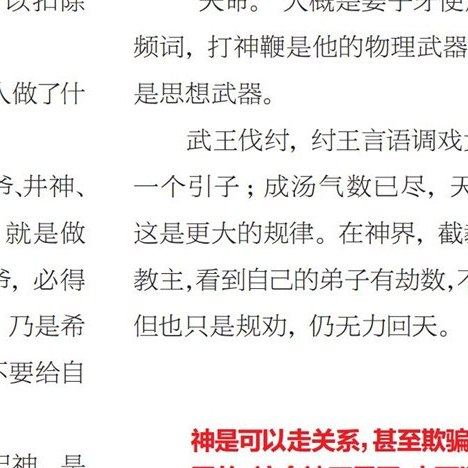 以扣除
人做了什
爷、井神、
就是做
爷，必得
乃是希
不要给自
天命。”大概是姜子牙使
频词，打神鞭是他的物理武器
是思想武器。
武王伐纣，纣王言语调戏
一个引子；成汤气数已尽，天
这是更大的规律。在神界，截
教主，看到自己的弟子有劫数，不
但也只是规劝，仍无力回天。
神是可以走关系，甚至欺骗